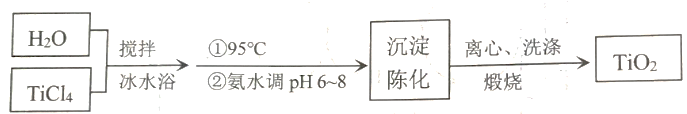 H₂O
TiCl₄
搅拌
冰水浴
①95℃
②氨水调 pH 6~8
沉淀
陈化
离心、洗涤
煅烧
TiO₂